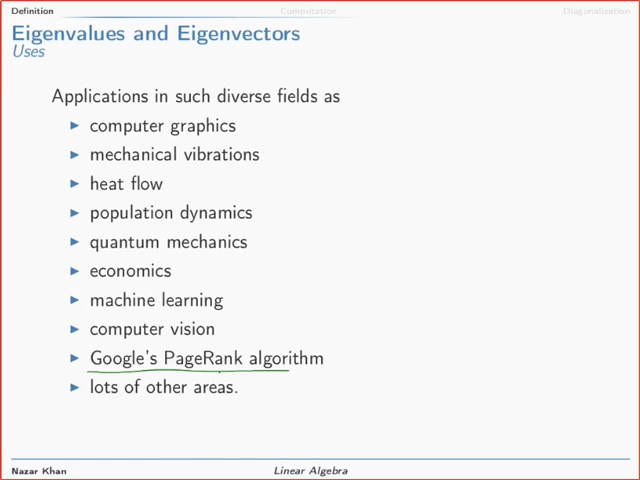 Definition Computation Diagonalization
Eigenvalues and Eigenvectors
Uses
Applications in such diverse fields as
▶ computer graphics
▶ mechanical vibrations
▶ heat flow
▶ population dynamics
▶ quantum mechanics
▶ economics
▶ machine learning
▶ computer vision
▶ Google's PageRank algorithm
▶ lots of other areas.
Nazar Khan Linear Algebra